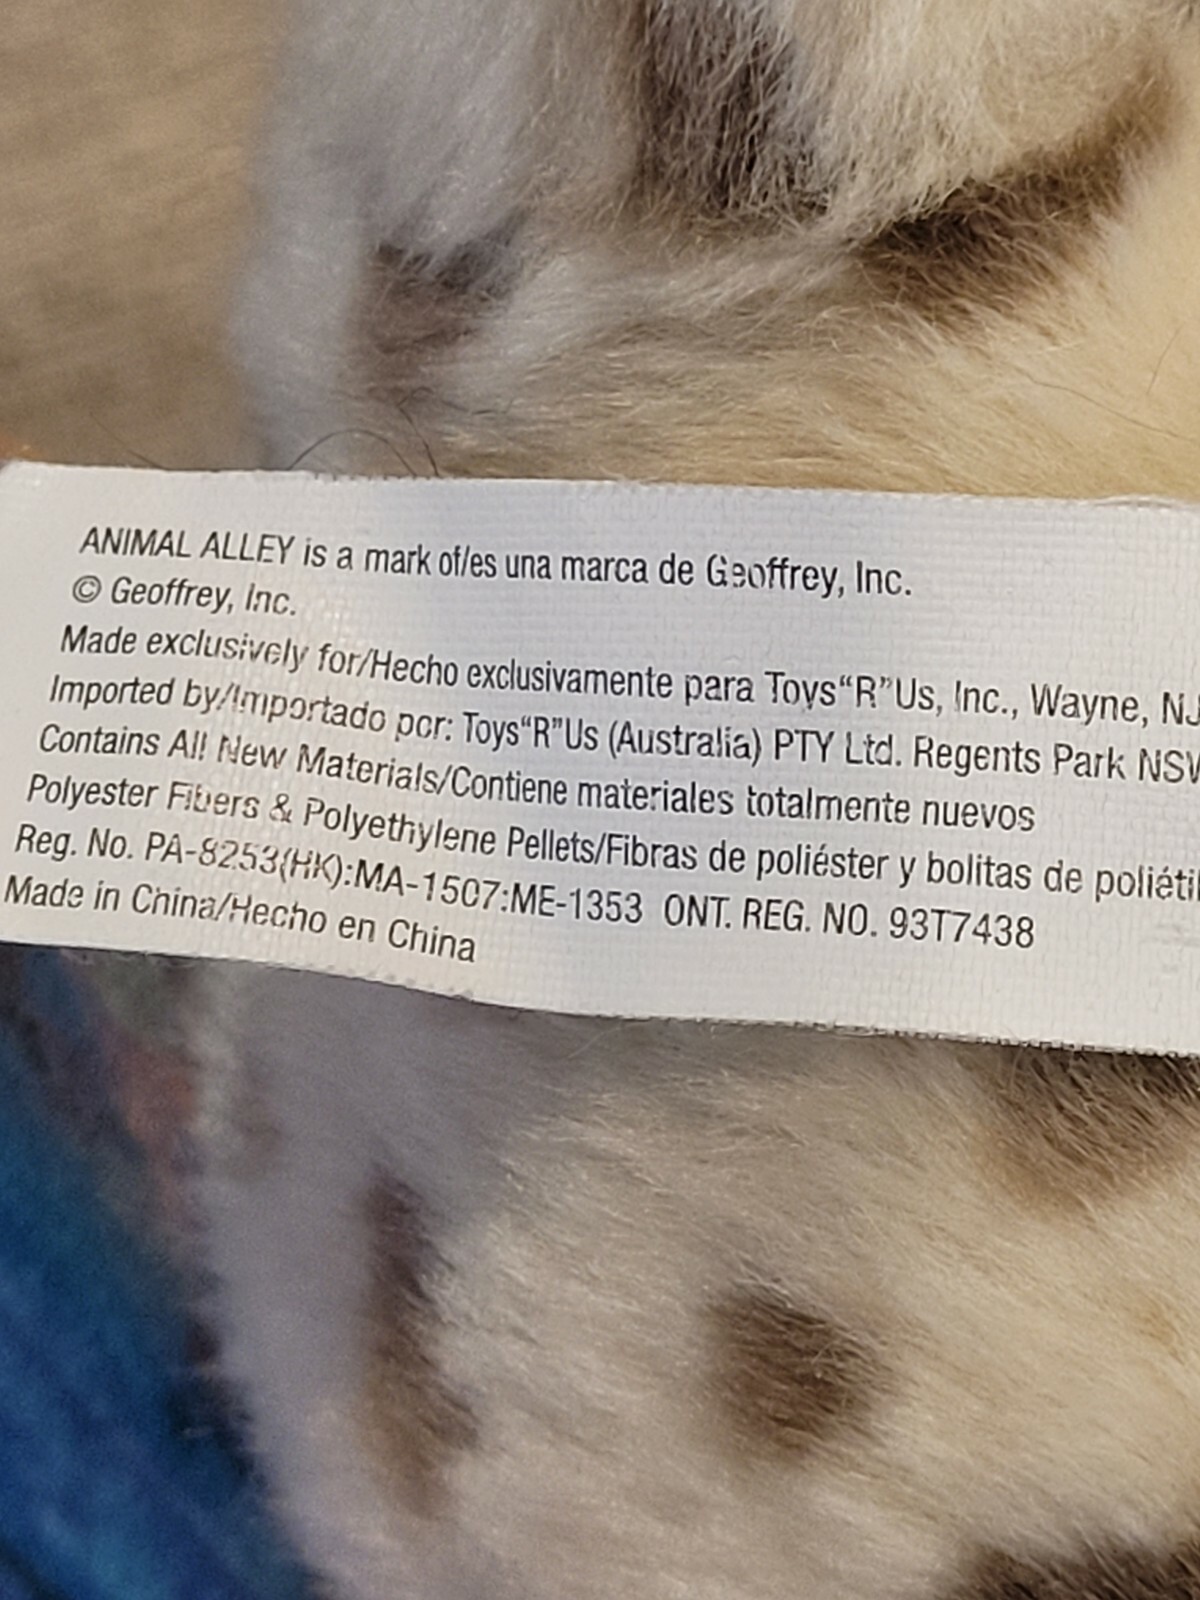 ANIMAL ALLEY is a mark of/es una marca de Geoffrey, Inc.
© Geoffrey, Inc.
Made exclusively for/Hecho exclusivamente para Toys“R”Us, Inc., Wayne, NJ
Imported by/Importado por: Toys“R”Us (Australia) PTY Ltd. Regents Park NSW
Contains All New Materials/Contiene materiales totalmente nuevos
Polyester Fibers & Polyethylene Pellets/Fibras de poliéster y bolitas de poliétil
Reg. No. PA-8253(HK):MA-1507:ME-1353 ONT. REG. NO. 93T7438
Made in China/Hecho en China